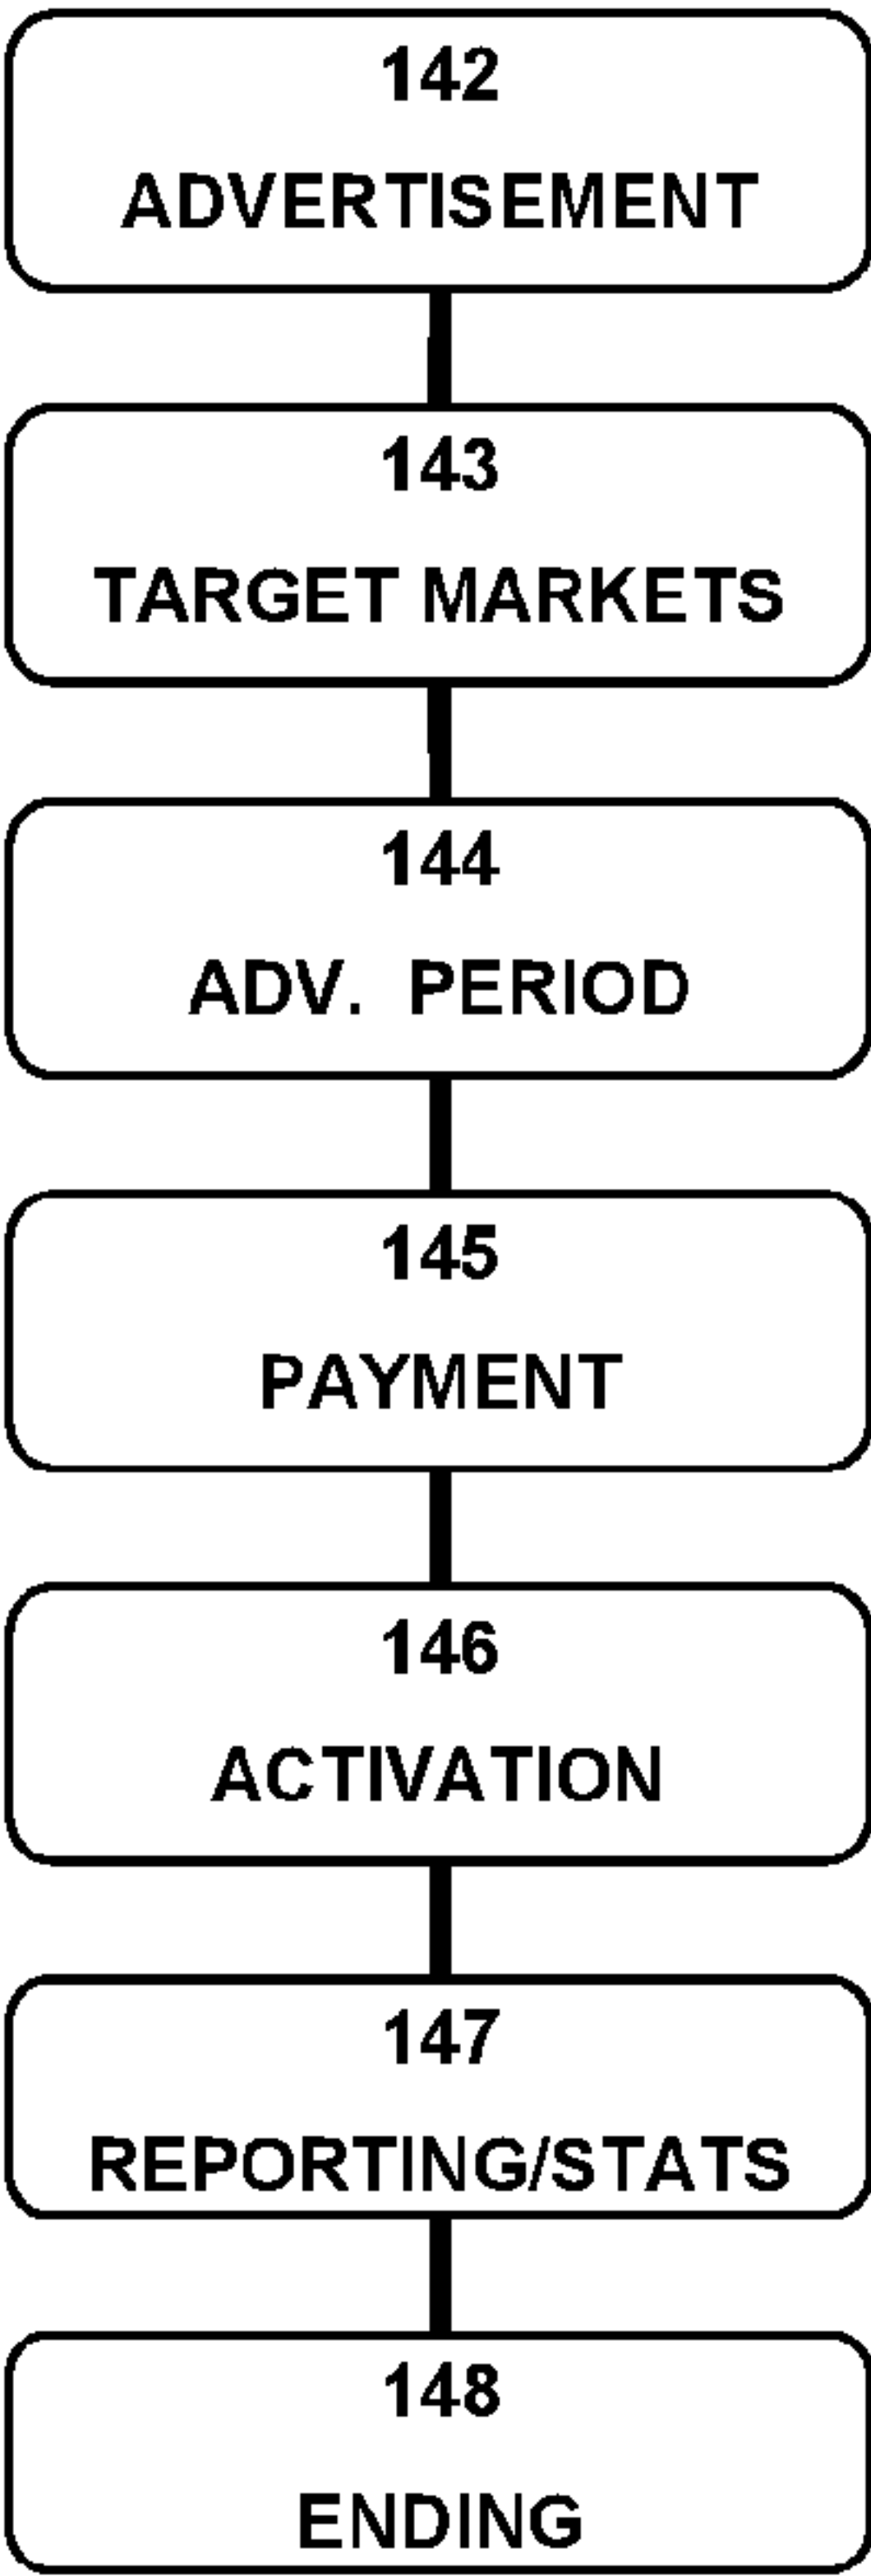 142
ADVERTISEMENT
143
TARGET MARKETS
144
ADV. PERIOD
145
PAYMENT
146
ACTIVATION
147
REPORTING/STATS
148
ENDING